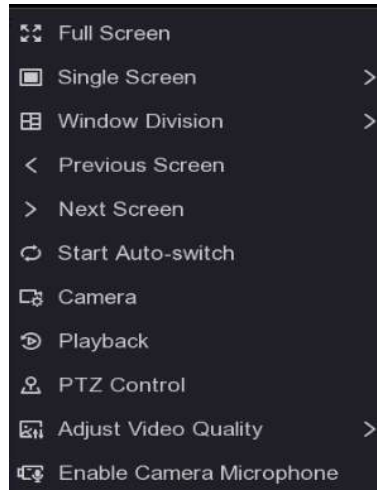 Full Screen
Single Screen
Window Division
Previous Screen
Next Screen
Start Auto-switch
Camera
Playback
PTZ Control
Adjust Video Quality
Enable Camera Microphone